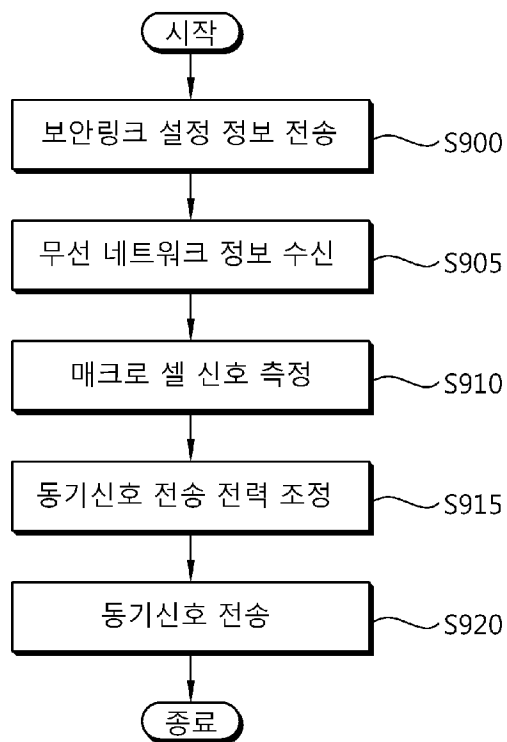 시작
보안링크 설정 정보 전송
S900
무선 네트워크 정보 수신
S905
매크로 셀 신호 측정
S910
동기신호 전송 전력 조정
S915
동기신호 전송
S920
종료